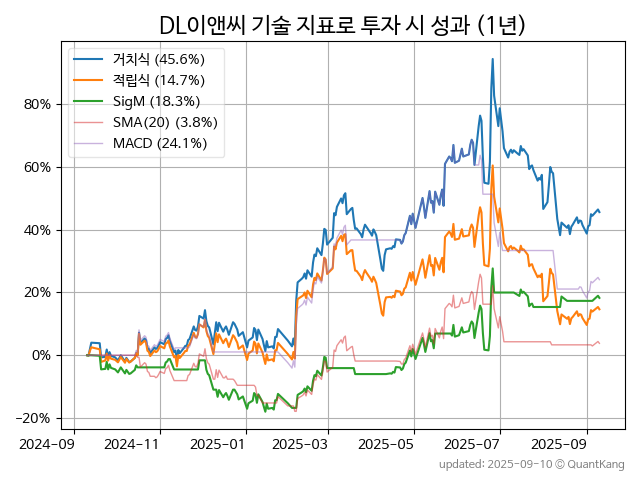 DL이앤씨 기술 지표로 투자 시 성과 (1년)
거치식 (45.6%)
적립식 (14.7%)
SigM (18.3%)
SMA(20) (3.8%)
MACD (24.1%)
80%
60%
40%
20%
0%
−20%
2024-09 2024-11 2025-01 2025-03 2025-05 2025-07 2025-09
updated: 2025-09-10 © QuantKang